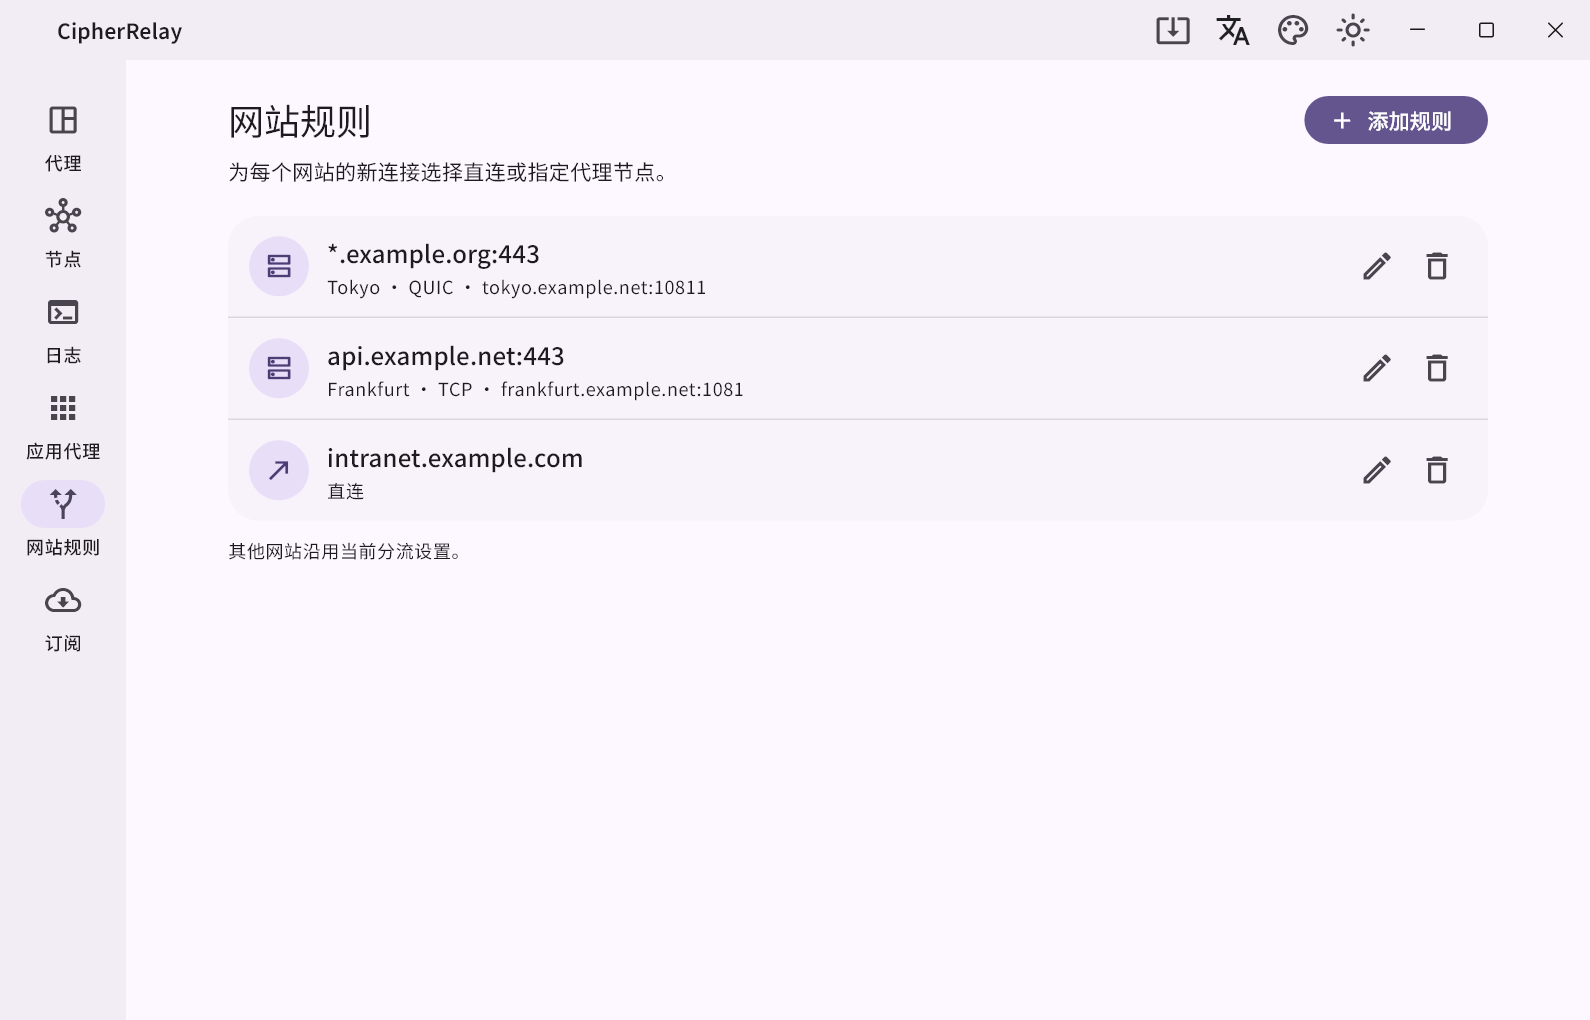 CipherRelay
代理
节点
日志
应用代理
网站规则
订阅
网站规则
添加规则
为每个网站的新连接选择直连或指定代理节点。
*.example.org:443
Tokyo • QUIC • tokyo.example.net:10811
api.example.net:443
Frankfurt • TCP • frankfurt.example.net:1081
intranet.example.com
直连
其他网站沿用当前分流设置。